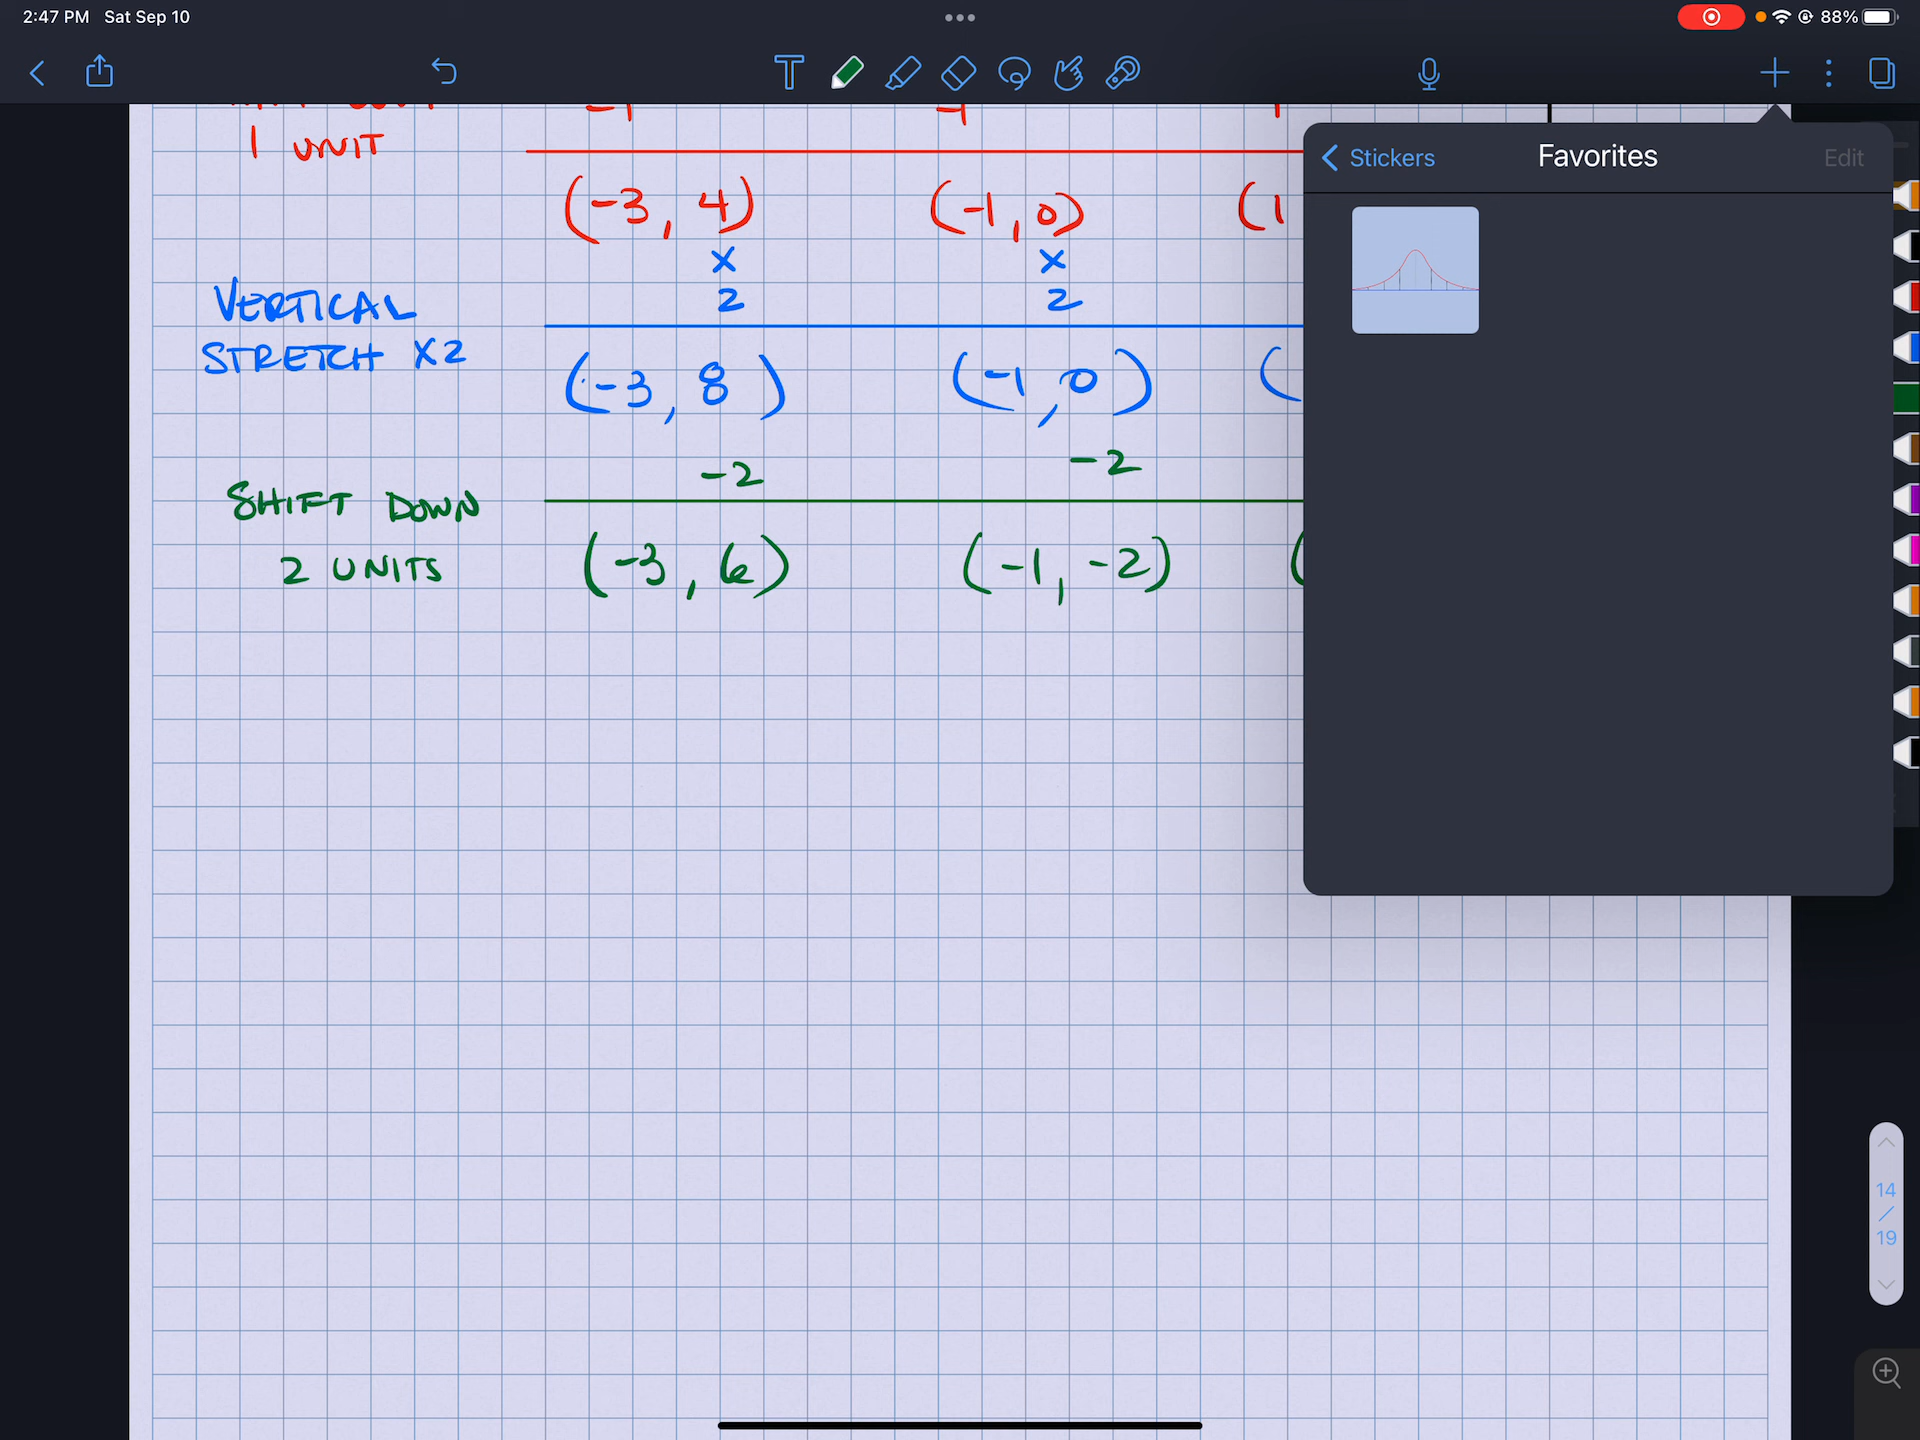 2:47 PM Sat Sep 10
88%
T
Stickers
Favorites
Edit
1 UNIT
(-3, 4)
(-1, 0)
(1
x
x
VERTICAL
2
2
STRETCH X2
(-3, 8)
(-1, 0)
(
-2
-2
SHIFT DOWN
2 UNITS
(-3, 6)
(-1, -2)
(
14
/
19